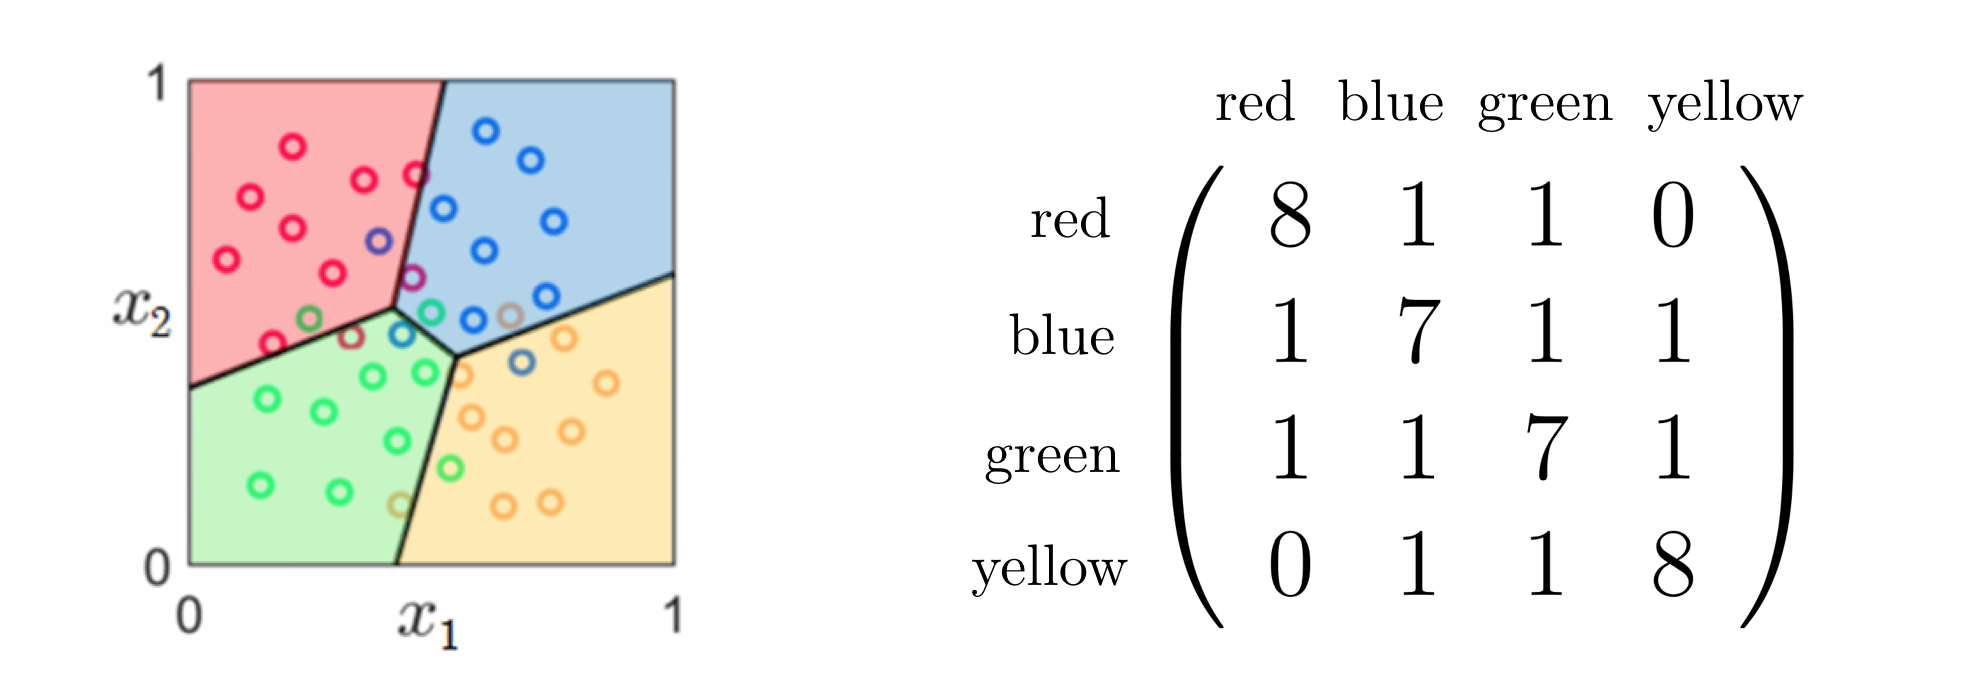 1
x₂
0
0 x₁ 1
red blue green yellow
red 8 1 1 0
blue 1 7 1 1
green 1 1 7 1
yellow 0 1 1 8